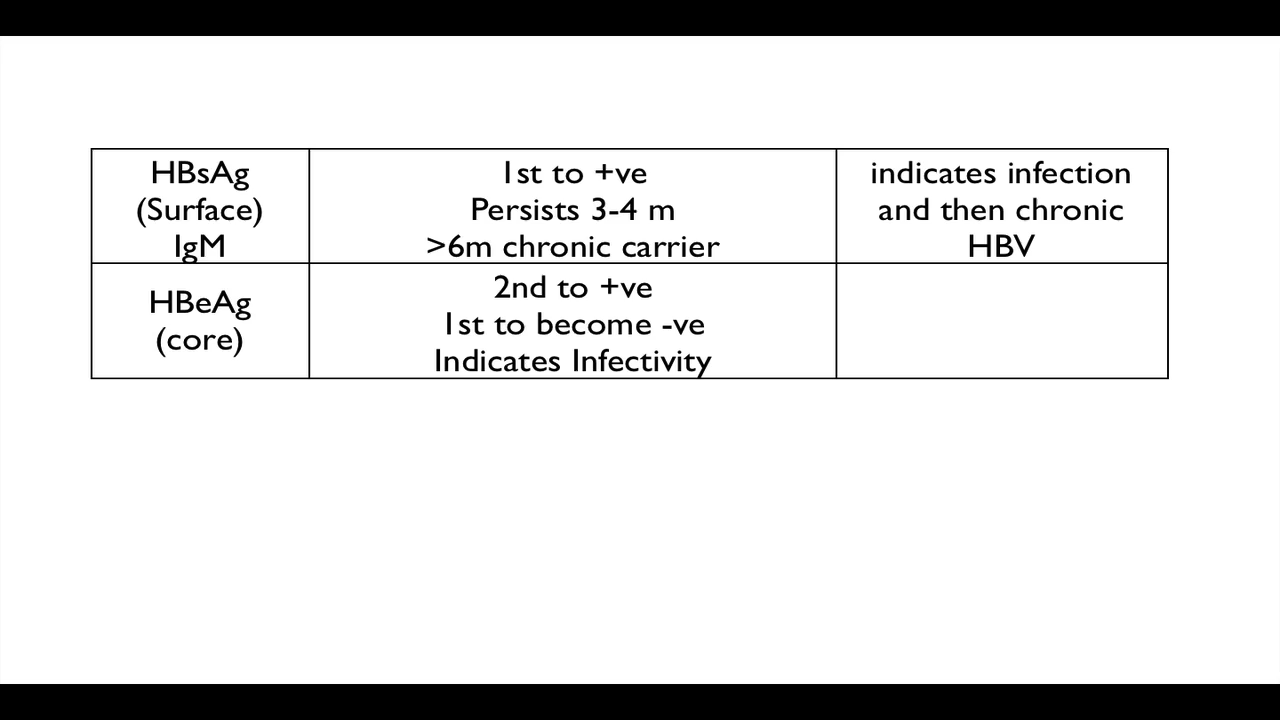 HBsAg
(Surface)
IgM
1st to +ve
Persists 3-4 m
>6m chronic carrier
indicates infection
and then chronic
HBV
HBeAg
(core)
2nd to +ve
1st to become -ve
Indicates Infectivity